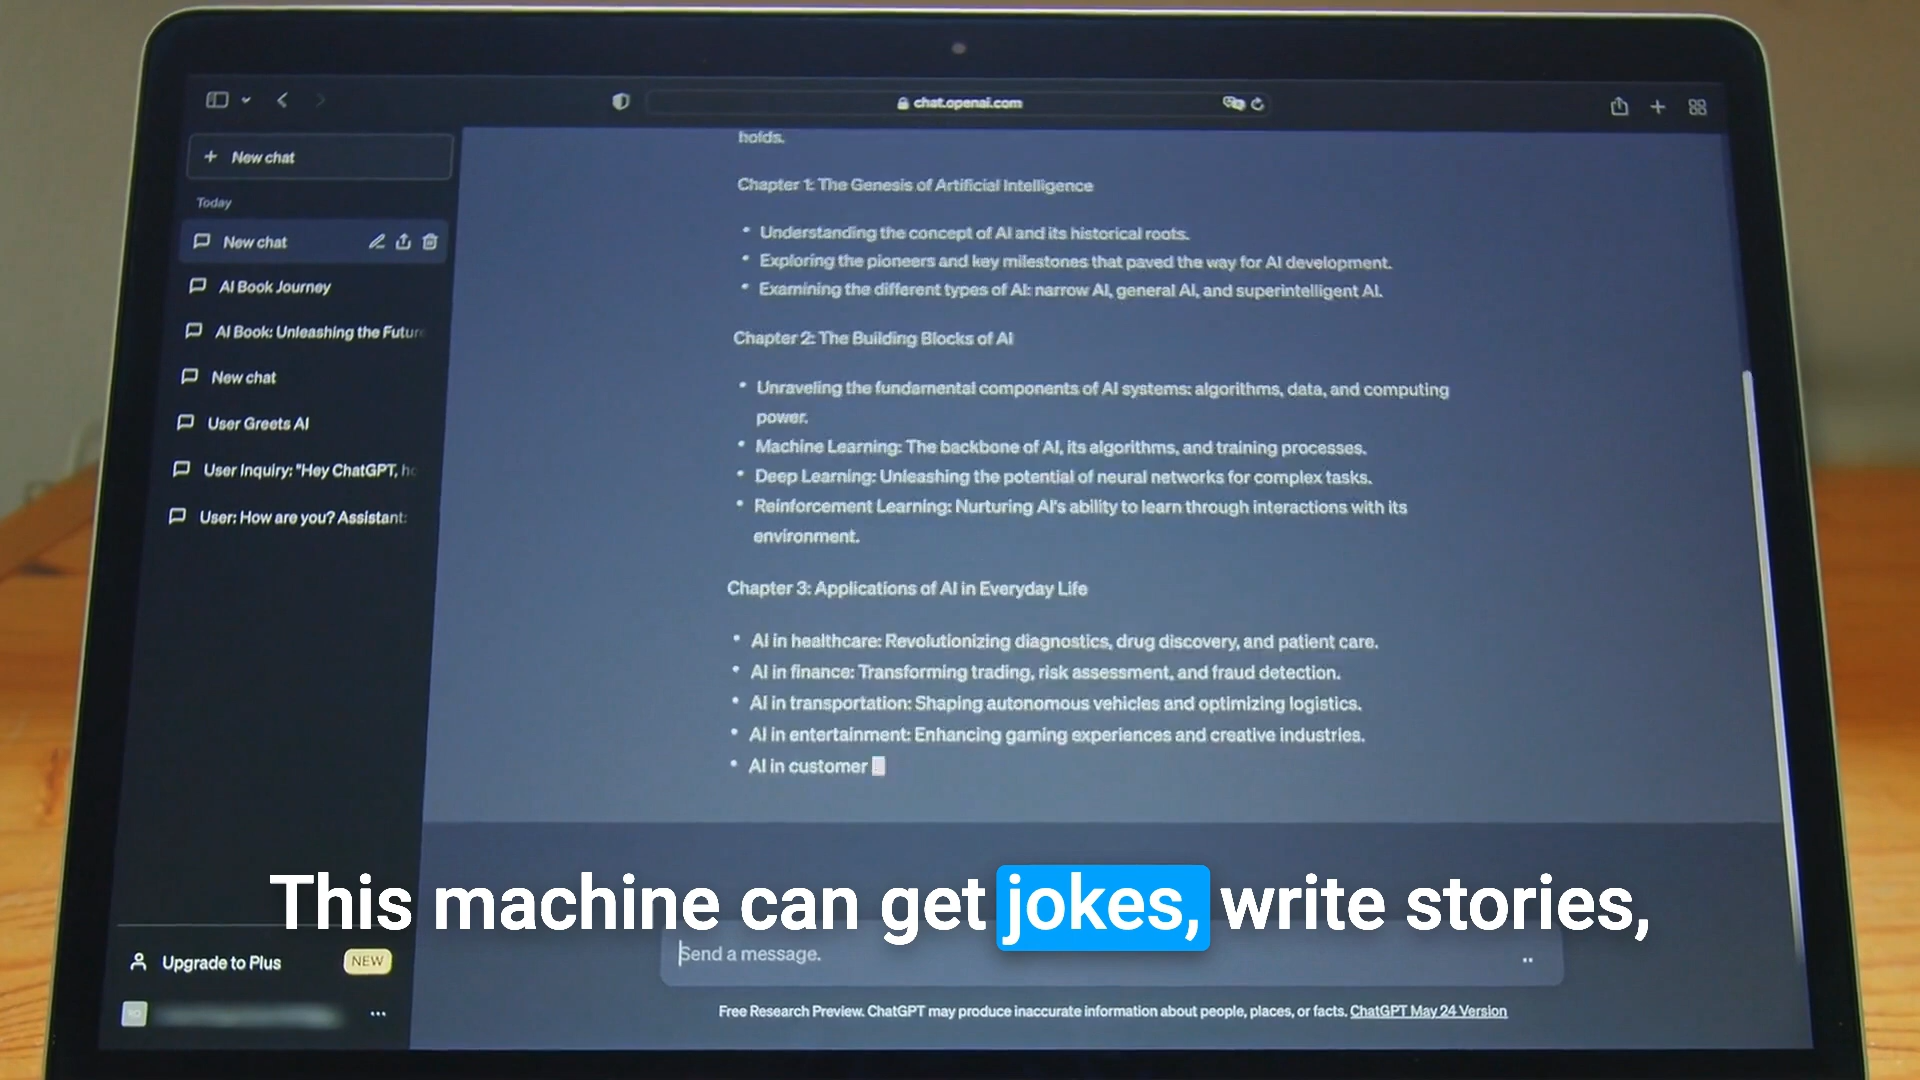 chat.openai.com
New chat
Today
New chat
AI Book Journey
AI Book: Unleashing the Future
New chat
User Greets AI
User Inquiry: "Hey ChatGPT, ho
User: How are you? Assistant:
Upgrade to Plus
NEW
holds.
Chapter 1: The Genesis of Artificial Intelligence
• Understanding the concept of AI and its historical roots.
• Exploring the pioneers and key milestones that paved the way for AI development.
• Examining the different types of AI: narrow AI, general AI, and superintelligent AI.
Chapter 2: The Building Blocks of AI
• Unraveling the fundamental components of AI systems: algorithms, data, and computing
power.
• Machine Learning: The backbone of AI, its algorithms, and training processes.
• Deep Learning: Unleashing the potential of neural networks for complex tasks.
• Reinforcement Learning: Nurturing AI's ability to learn through interactions with its
environment.
Chapter 3: Applications of AI in Everyday Life
• AI in healthcare: Revolutionizing diagnostics, drug discovery, and patient care.
• AI in finance: Transforming trading, risk assessment, and fraud detection.
• AI in transportation: Shaping autonomous vehicles and optimizing logistics.
• AI in entertainment: Enhancing gaming experiences and creative industries.
• AI in customer
This machine can get jokes, write stories,
Send a message.
Free Research Preview. ChatGPT may produce inaccurate information about people, places, or facts. ChatGPT May 24 Version